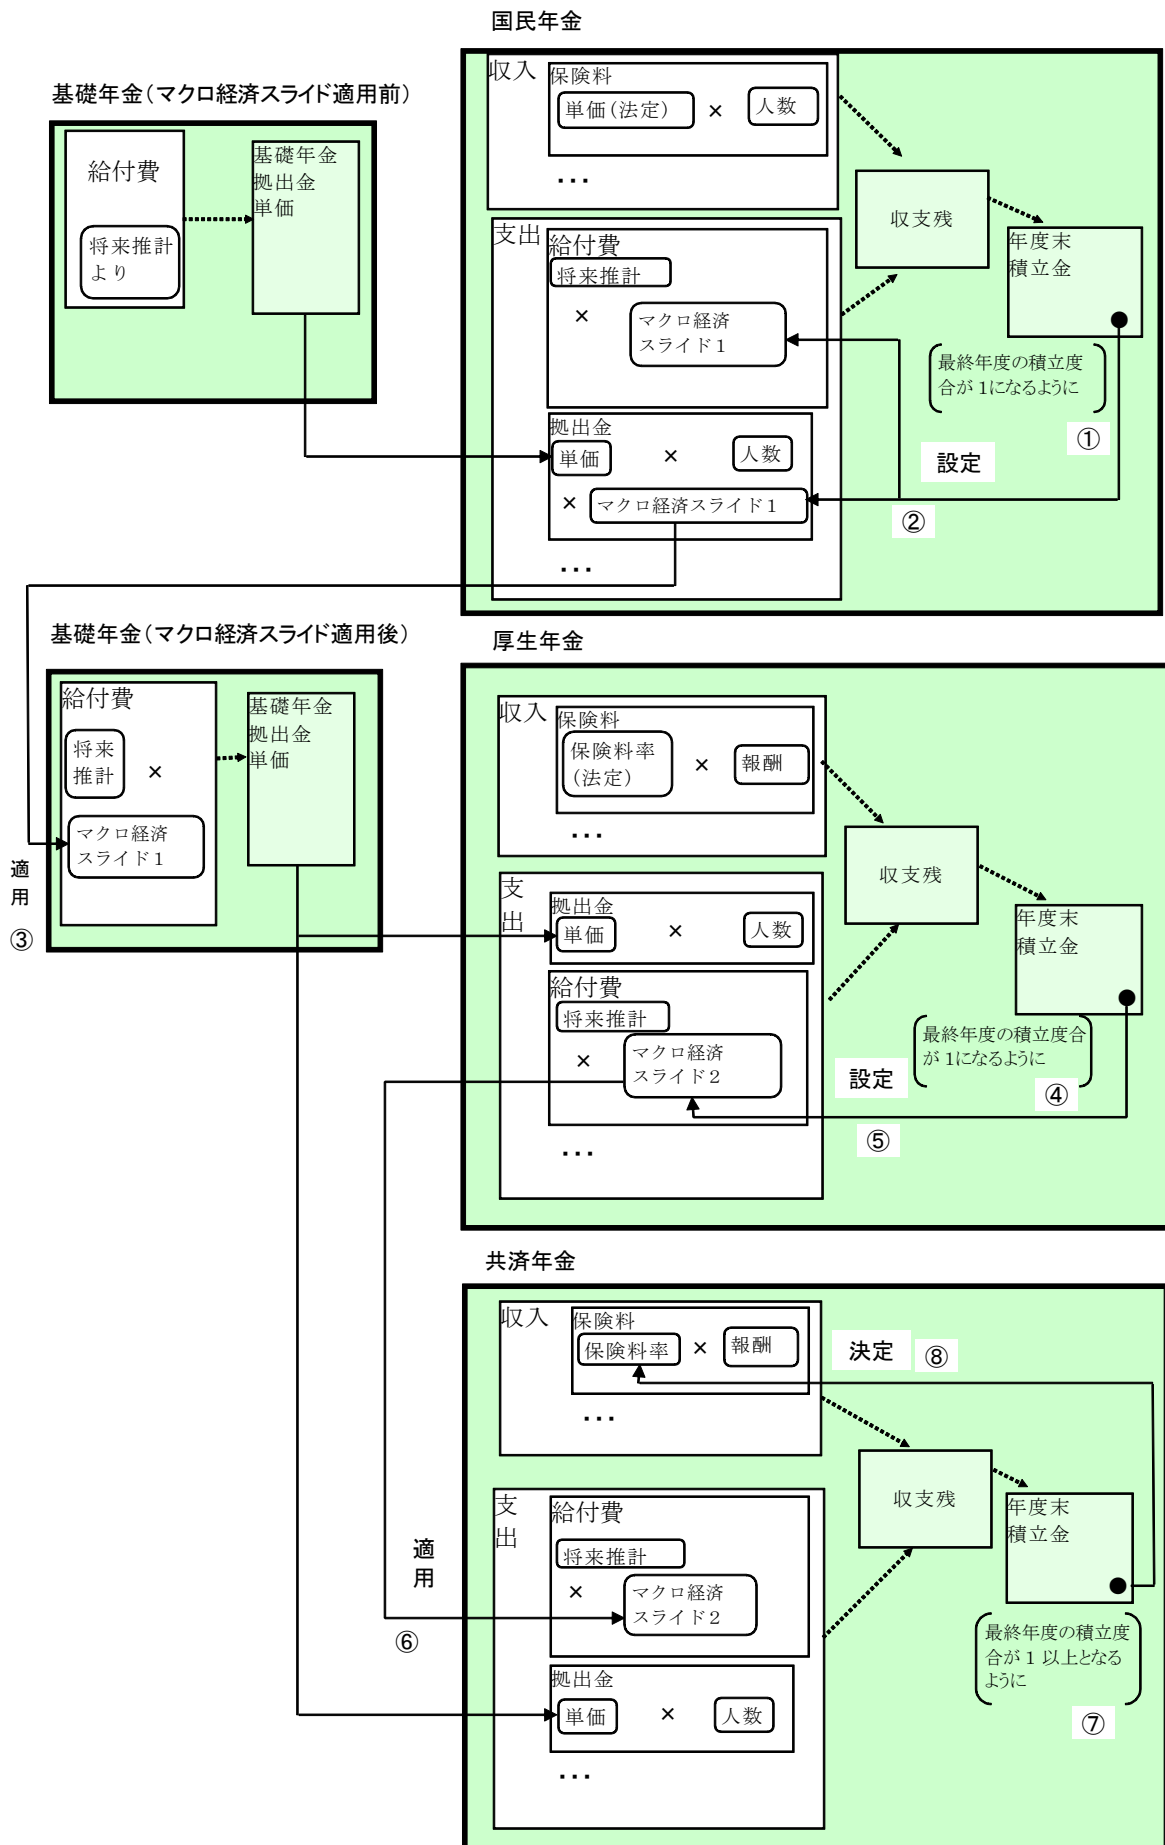 国民年金
収入
保険料
単価(法定)
×
人数
…
支出
給付費
将来推計
×
マクロ経済
スライド1
拠出金
単価
×
人数
×
マクロ経済スライド1
…
収支残
年度末
積立金
最終年度の積立度
合が 1になるように
①
設定
②
基礎年金(マクロ経済スライド適用前)
給付費
将来推計
より
基礎年金
拠出金
単価
基礎年金(マクロ経済スライド適用後)
給付費
将来
推計
×
マクロ経済
スライド1
基礎年金
拠出金
単価
適
用
③
厚生年金
収入
保険料
保険料率
(法定)
×
報酬
…
支
出
拠出金
単価
×
人数
給付費
将来推計
×
マクロ経済
スライド2
…
収支残
年度末
積立金
最終年度の積立度合
が 1になるように
④
設定
⑤
共済年金
収入
保険料
保険料率
×
報酬
…
決定
⑧
支
出
給付費
将来推計
×
マクロ経済
スライド2
拠出金
単価
×
人数
…
適
用
⑥
収支残
年度末
積立金
最終年度の積立度
合が 1 以上となる
ように
⑦